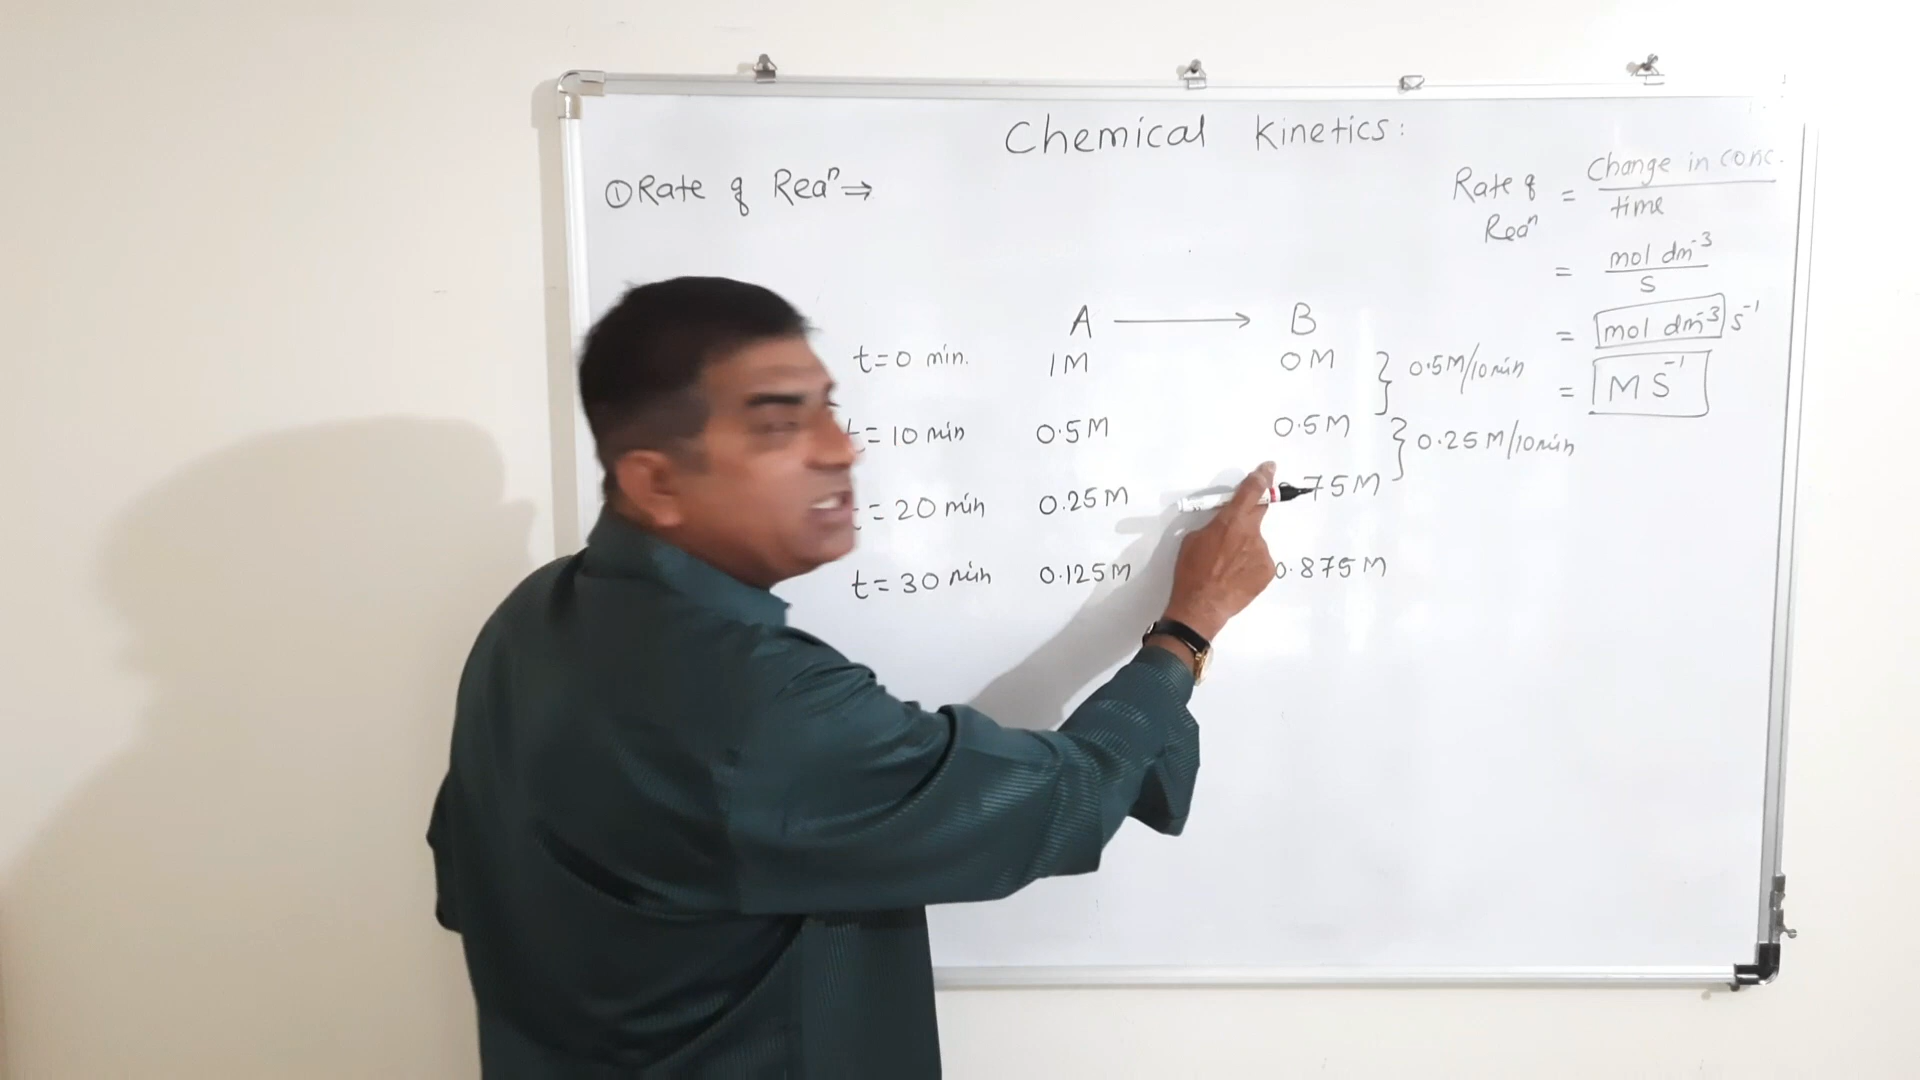 Chemical Kinetics:
① Rate of Reaⁿ ⇒
Rate of Reaⁿ = Change in conc. / time
= mol dm⁻³ / s
= mol dm⁻³ s⁻¹
= M S⁻¹
A ⟶ B
t=0 min. 1M 0M } 0.5M/10min
t=10 min 0.5M 0.5M } 0.25M/10min
= 20 min 0.25M .75M
t=30 min 0.125M 0.875M